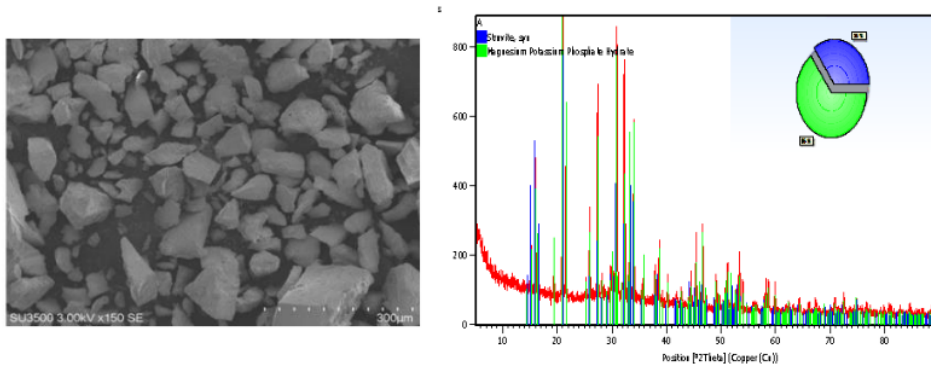 SU3500 3.00kV x150 SE
300µm
A
Struvite, syn
Magnesium Potassium Phosphate Hydrate
800
600
400
200
0
10
20
30
40
50
60
70
80
Position [°2Theta] (Copper (Cu))